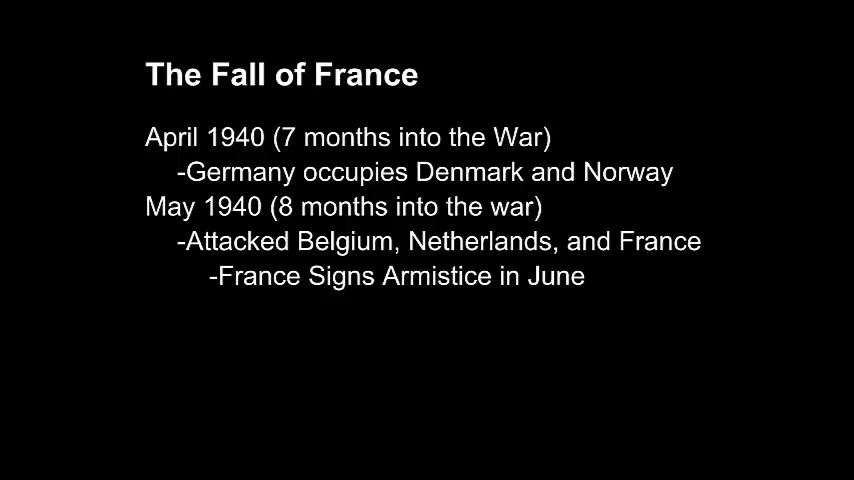 The Fall of France
April 1940 (7 months into the War)
-Germany occupies Denmark and Norway
May 1940 (8 months into the war)
-Attacked Belgium, Netherlands, and France
-France Signs Armistice in June